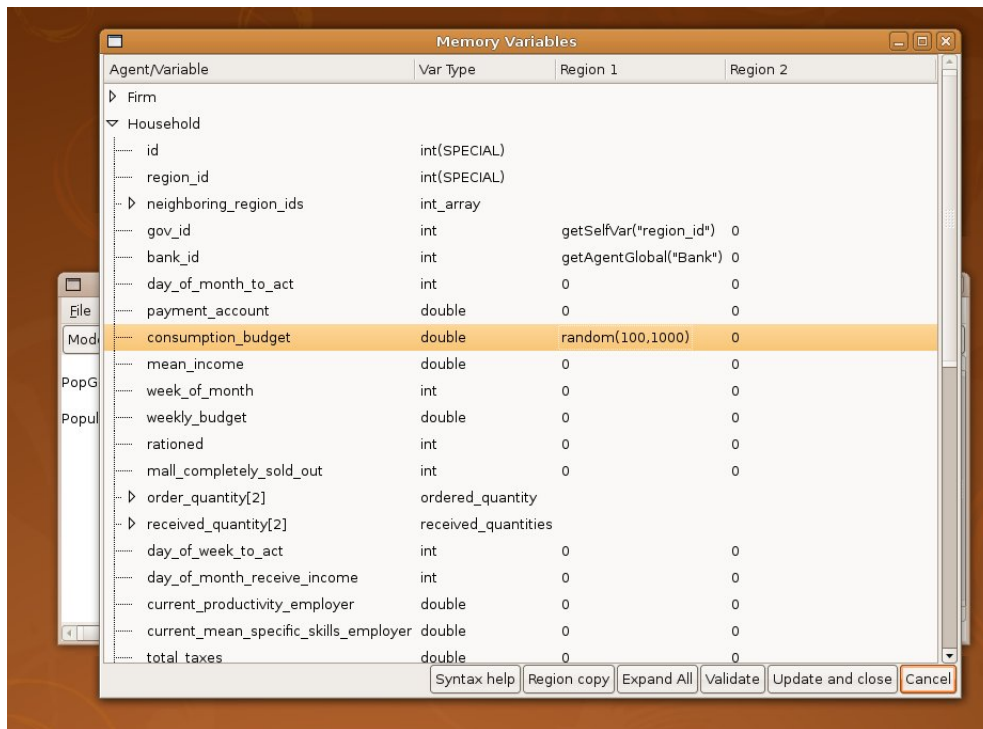 Memory Variables
Agent/Variable Var Type Region 1 Region 2
Firm
Household
id int(SPECIAL)
region_id int(SPECIAL)
neighboring_region_ids int_array
gov_id int getSelfVar("region_id") 0
bank_id int getAgentGlobal("Bank") 0
day_of_month_to_act int 0 0
payment_account double 0 0
consumption_budget double random(100,1000) 0
mean_income double 0 0
week_of_month int 0 0
weekly_budget double 0 0
rationed int 0 0
mall_completely_sold_out int 0 0
order_quantity[2] ordered_quantity
received_quantity[2] received_quantities
day_of_week_to_act int 0 0
day_of_month_receive_income int 0 0
current_productivity_employer double 0 0
current_mean_specific_skills_employer double 0 0
total_taxes double 0 0
Syntax help Region copy Expand All Validate Update and close Cancel
File
Mode
PopG
Popul